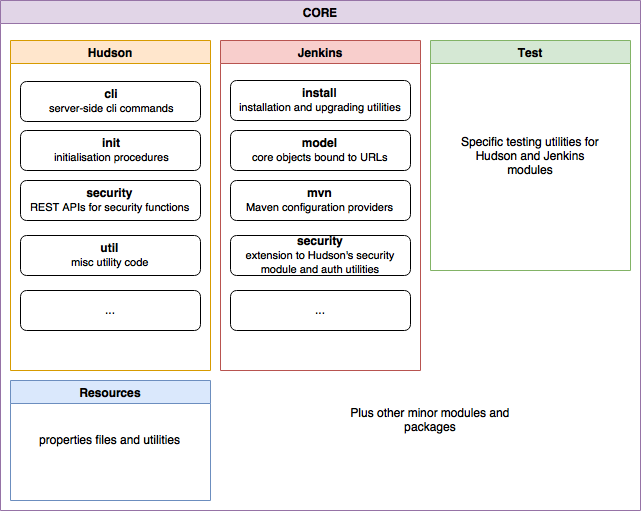 CORE
Hudson
cli
server-side cli commands
init
initialisation procedures
security
REST APIs for security functions
util
misc utility code
...
Jenkins
install
installation and upgrading utilities
model
core objects bound to URLs
mvn
Maven configuration providers
security
extension to Hudson's security
module and auth utilities
...
Test
Specific testing utilities for
Hudson and Jenkins
modules
Resources
properties files and utilities
Plus other minor modules and
packages